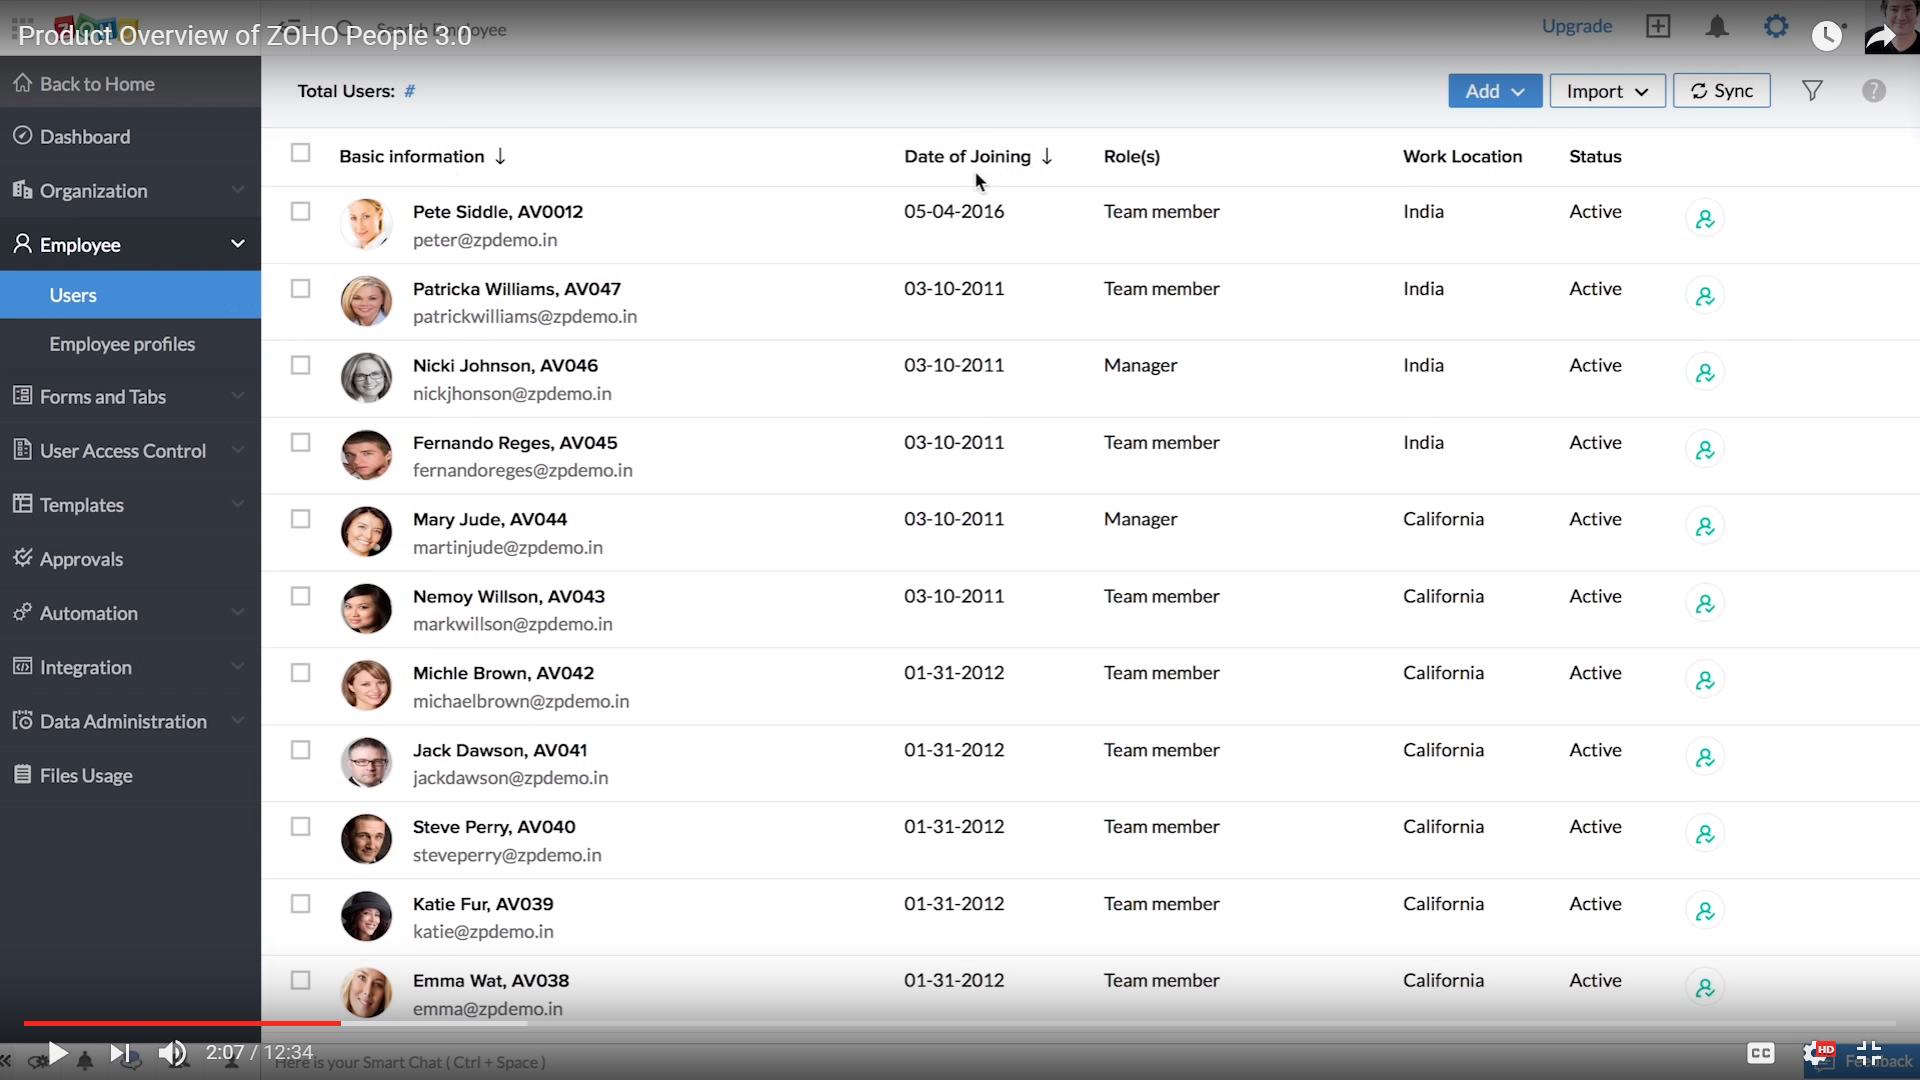 Product Overview of ZOHO People 3.0
Search Employee
Upgrade
Back to Home
Dashboard
Organization
Employee
Users
Employee profiles
Forms and Tabs
User Access Control
Templates
Approvals
Automation
Integration
Data Administration
Files Usage
Total Users: #
Add
Import
Sync
?
Basic information ↓ Date of Joining ↓ Role(s) Work Location Status
Pete Siddle, AV0012 05-04-2016 Team member India Active
peter@zpdemo.in
Patricka Williams, AV047 03-10-2011 Team member India Active
patrickwilliams@zpdemo.in
Nicki Johnson, AV046 03-10-2011 Manager India Active
nickjhonson@zpdemo.in
Fernando Reges, AV045 03-10-2011 Team member India Active
fernandoreges@zpdemo.in
Mary Jude, AV044 03-10-2011 Manager California Active
martinjude@zpdemo.in
Nemoy Willson, AV043 03-10-2011 Team member California Active
markwillson@zpdemo.in
Michle Brown, AV042 01-31-2012 Team member California Active
michaelbrown@zpdemo.in
Jack Dawson, AV041 01-31-2012 Team member California Active
jackdawson@zpdemo.in
Steve Perry, AV040 01-31-2012 Team member California Active
steveperry@zpdemo.in
Katie Fur, AV039 01-31-2012 Team member California Active
katie@zpdemo.in
Emma Wat, AV038 01-31-2012 Team member California Active
emma@zpdemo.in
2:07 / 12:34
Here is your Smart Chat ( Ctrl + Space )
CC
HD
Feedback